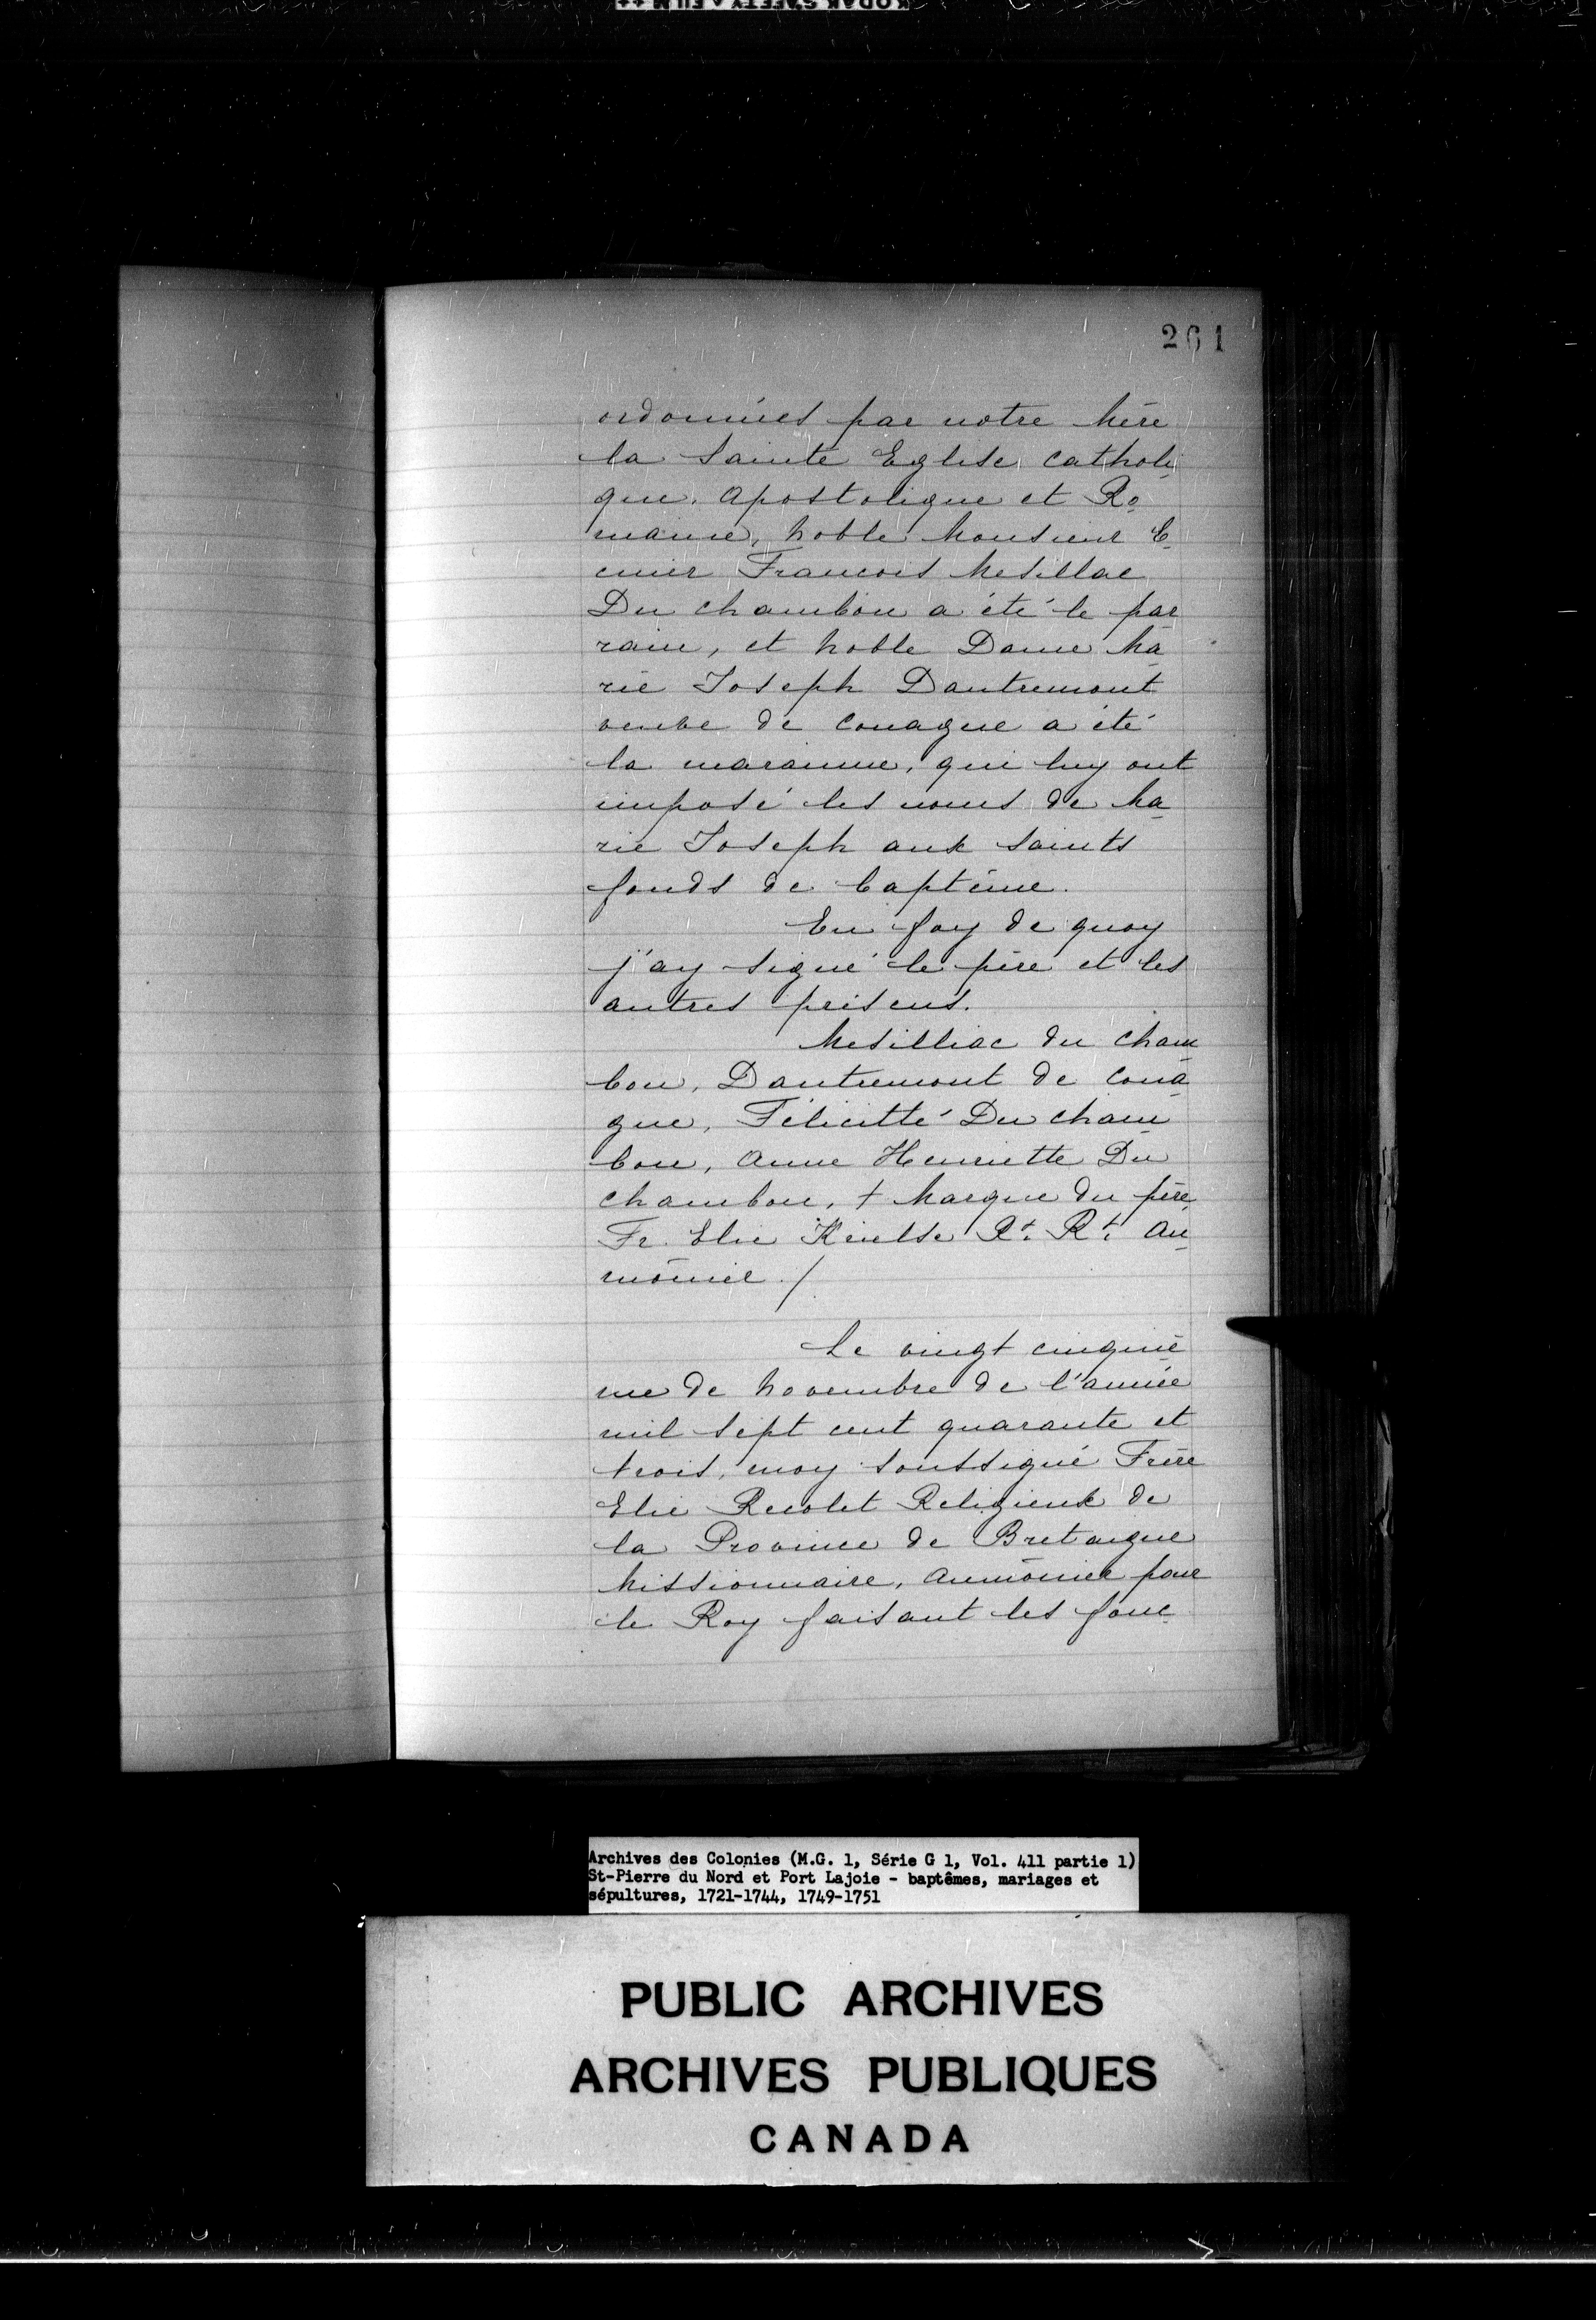 261
ordonnées par notre Mère
la Sainte Eglise catholi
que, apostolique et Ro
maine, Noble Monsieur E
cuier Francois Mesillac
Du chambon a été le par
rain, et Noble Dame Ma
rie Joseph Dantremont
veuve de Couague a été
la marainne, qui luy ont
imposé les noms de Ma
rie Joseph aux Saints
fonds de baptême.
En foy de quoy
j'ay signé le père et les
autres présens.
Mesilliac du Cham
bon, Dantremont de Coua
gue, Félicitté Du Cham
bon, Anne Henriette Du
chambon, + Marque du père
Fr. Elie Rt. Rt. Au
mônier ./
Le vingt cinquiè
me de Novembre de l'année
mil sept cent quarante et
trois, moy soussigné Frère
Elie Recolet Religieux de
la Province de Bretaigne
Missionnaire, Aumônier pour
le Roy faisant les fonc
Archives des Colonies (M.G. 1, Série G 1, Vol. 411 partie 1)
St-Pierre du Nord et Port Lajoie - baptêmes, mariages et
sépultures, 1721-1744, 1749-1751
PUBLIC ARCHIVES
ARCHIVES PUBLIQUES
CANADA